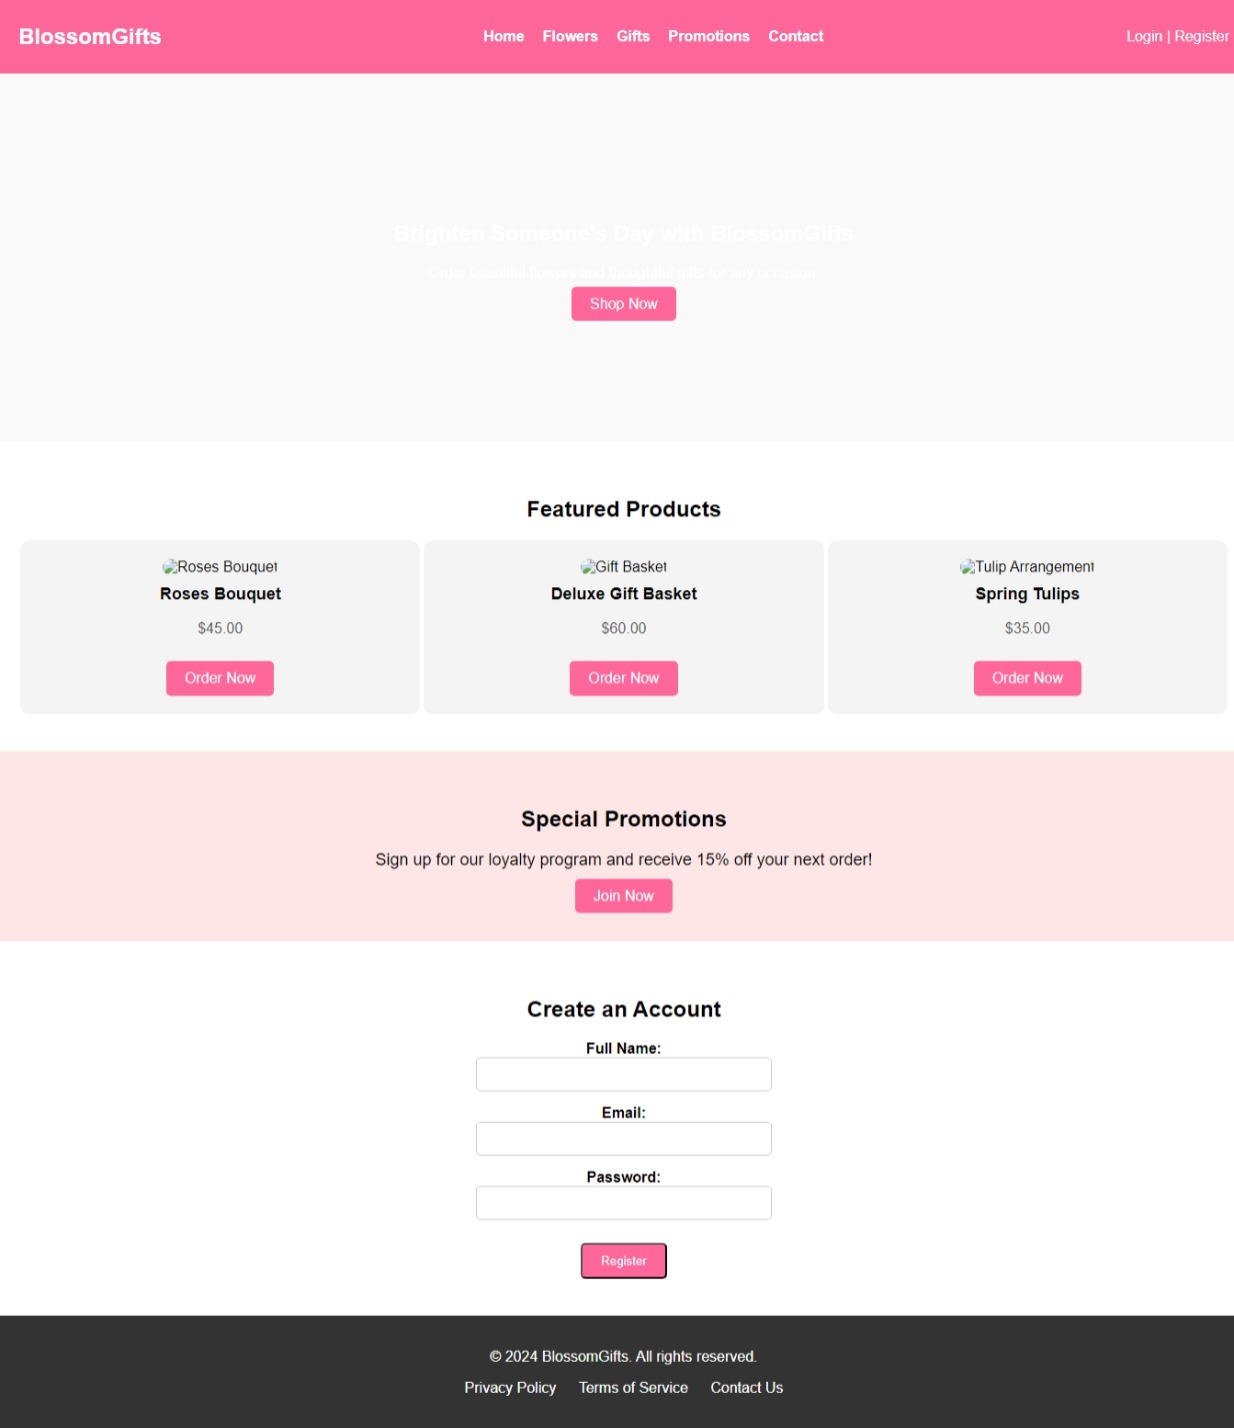 BlossomGifts
Home Flowers Gifts Promotions Contact
Login | Register
Brighten Someone's Day with BlossomGifts
Order beautiful flowers and thoughtful gifts for any occasion.
Shop Now
Featured Products
Roses Bouquet Gift Basket Tulip Arrangement
Roses Bouquet Deluxe Gift Basket Spring Tulips
$45.00 $60.00 $35.00
Order Now Order Now Order Now
Special Promotions
Sign up for our loyalty program and receive 15% off your next order!
Join Now
Create an Account
Full Name:
Email:
Password:
Register
© 2024 BlossomGifts. All rights reserved.
Privacy Policy Terms of Service Contact Us